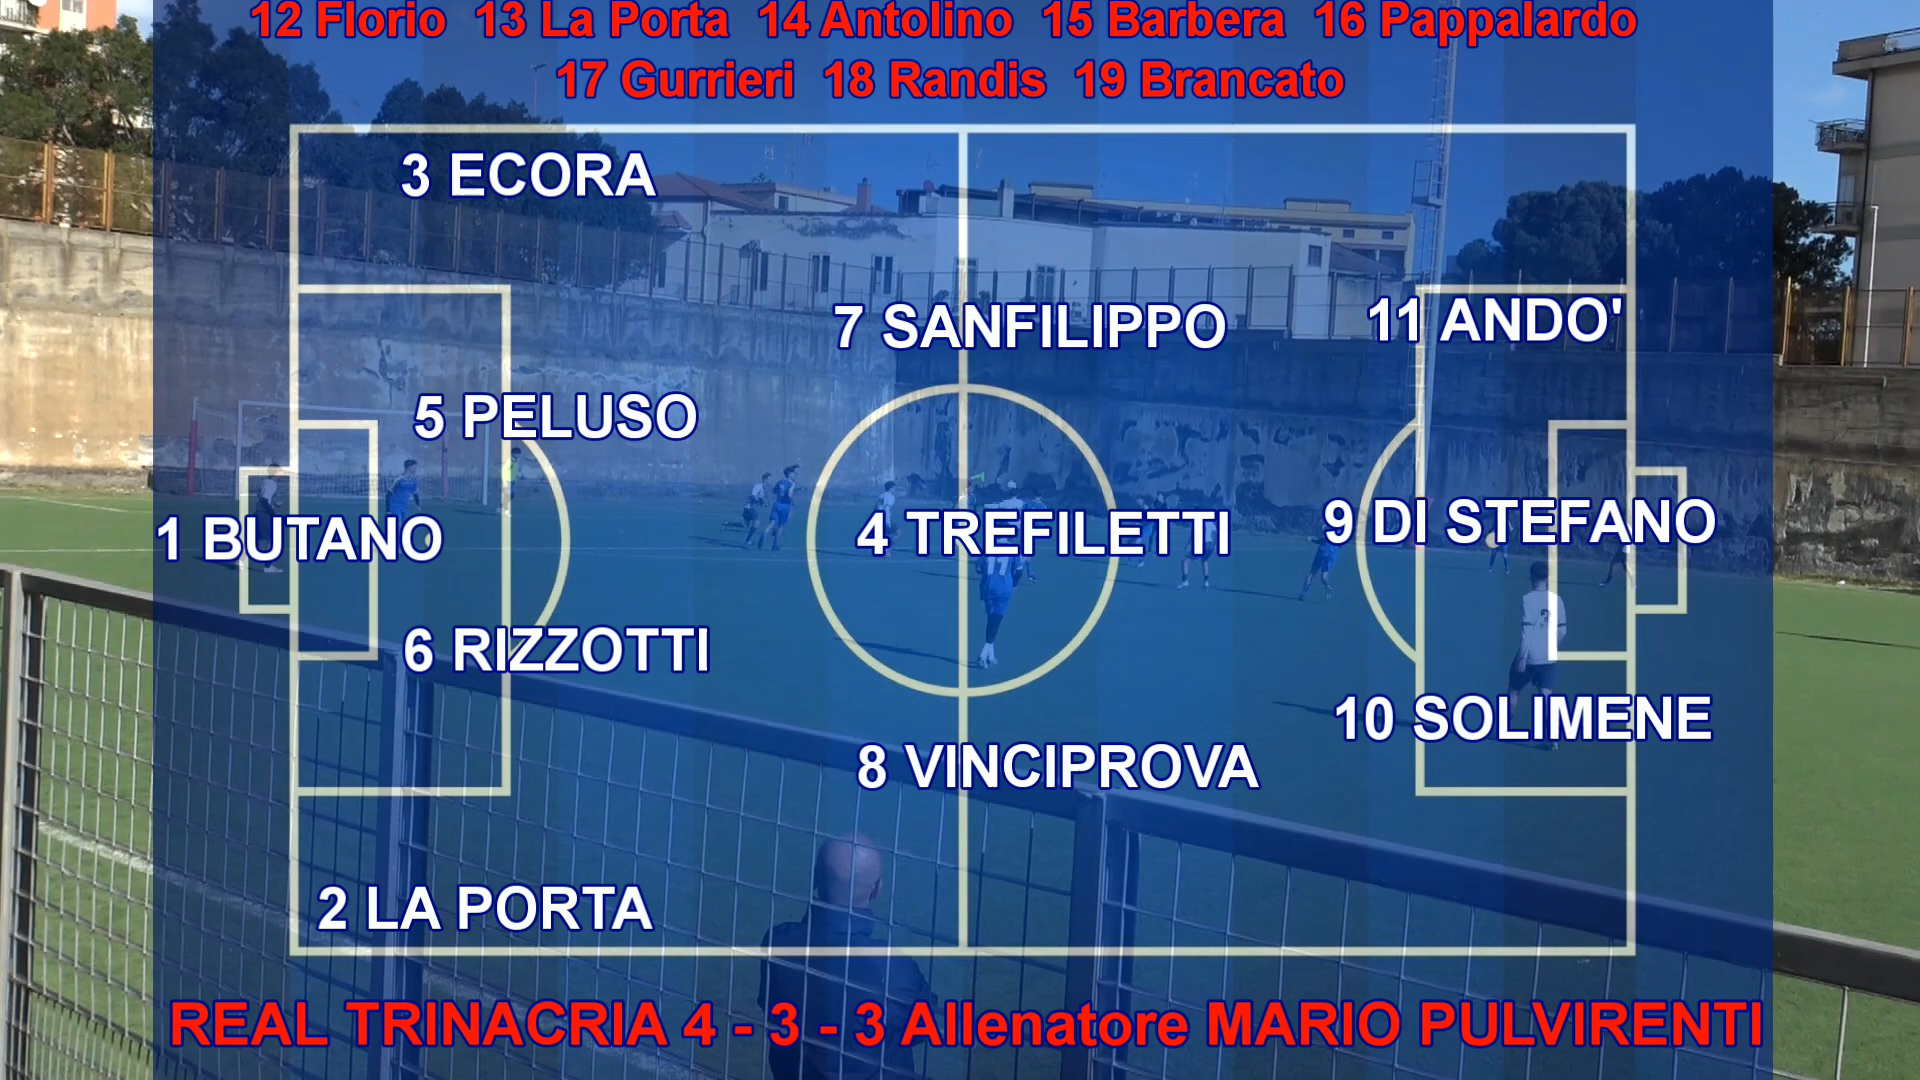 12 Florio 13 La Porta 14 Antolino 15 Barbera 16 Pappalardo
17 Gurrieri 18 Randis 19 Brancato
3 ECORA
7 SANFILIPPO
11 ANDO'
5 PELUSO
1 BUTANO
4 TREFILETTI
9 DI STEFANO
6 RIZZOTTI
10 SOLIMENE
8 VINCIPROVA
2 LA PORTA
REAL TRINACRIA 4 - 3 - 3 Allenatore MARIO PULVIRENTI